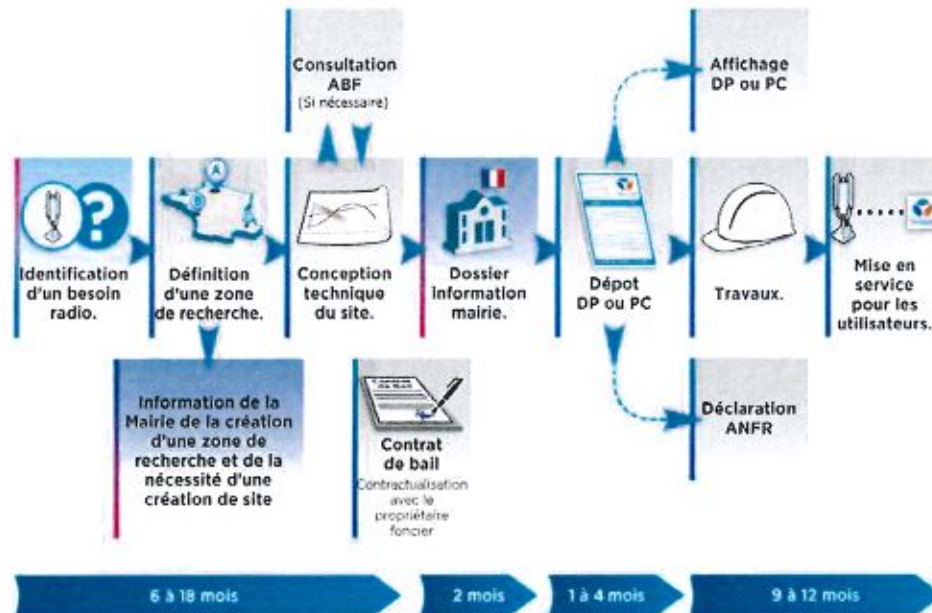 Consultation
ABF
(Si nécessaire)
Affichage
DP ou PC
A
B
Identification
d'un besoin
radio.
Définition
d'une zone
de recherche.
Conception
technique
du site.
Dossier
Information
mairie.
Dépot
DP ou PC
Travaux.
Mise en
service
pour les
utilisateurs.
Information de la
Mairie de la création
d'une zone de
recherche et de la
nécessité d'une
création de site
Contrat
de Bail
Contrat
de bail
Contractualisation
avec le
propriétaire
foncier
Déclaration
ANFR
6 à 18 mois
2 mois
1 à 4 mois
9 à 12 mois